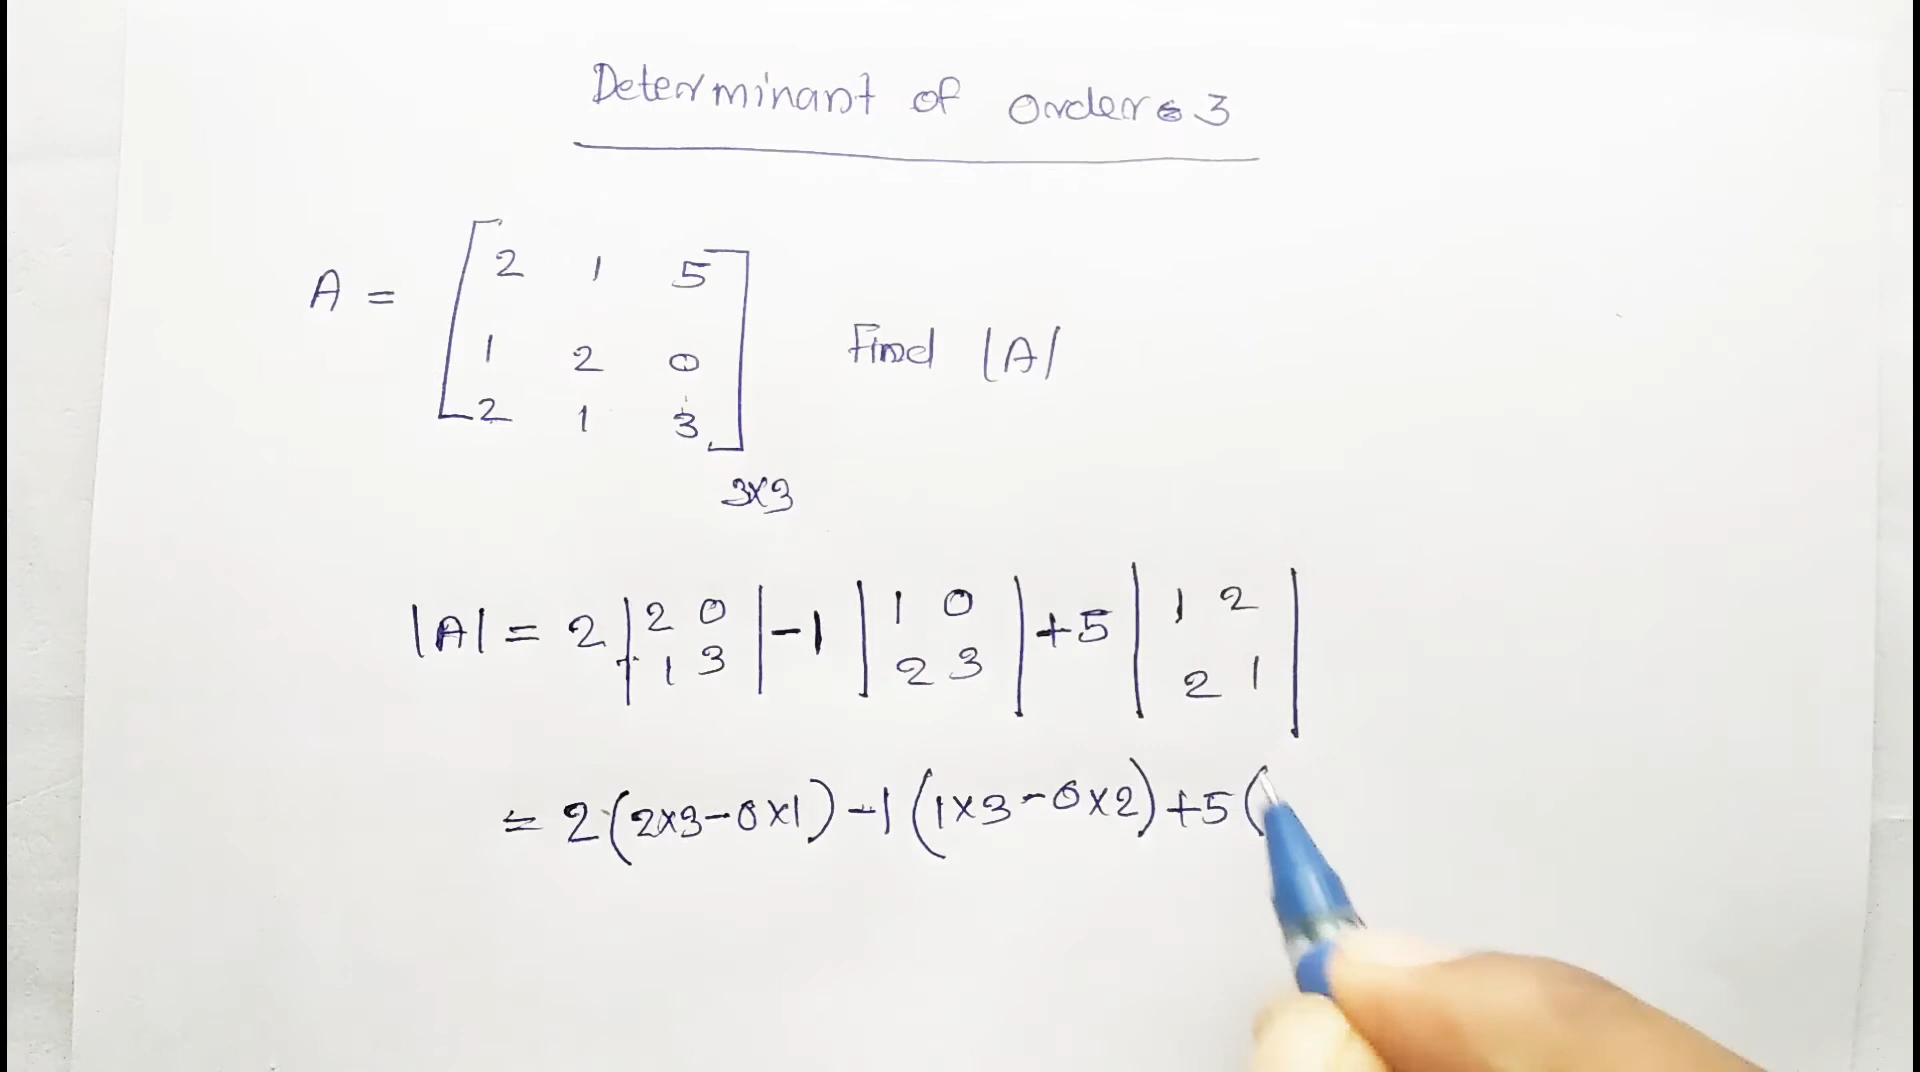 Determinant of order 3
A = [ 2 1 5
1 2 0
2 1 3 ] 3x3
Find |A|
|A| = 2 | 2 0 | -1 | 1 0 | +5 | 1 2 |
1 3 2 3 2 1
= 2(2x3-0x1) -1(1x3-0x2) +5(